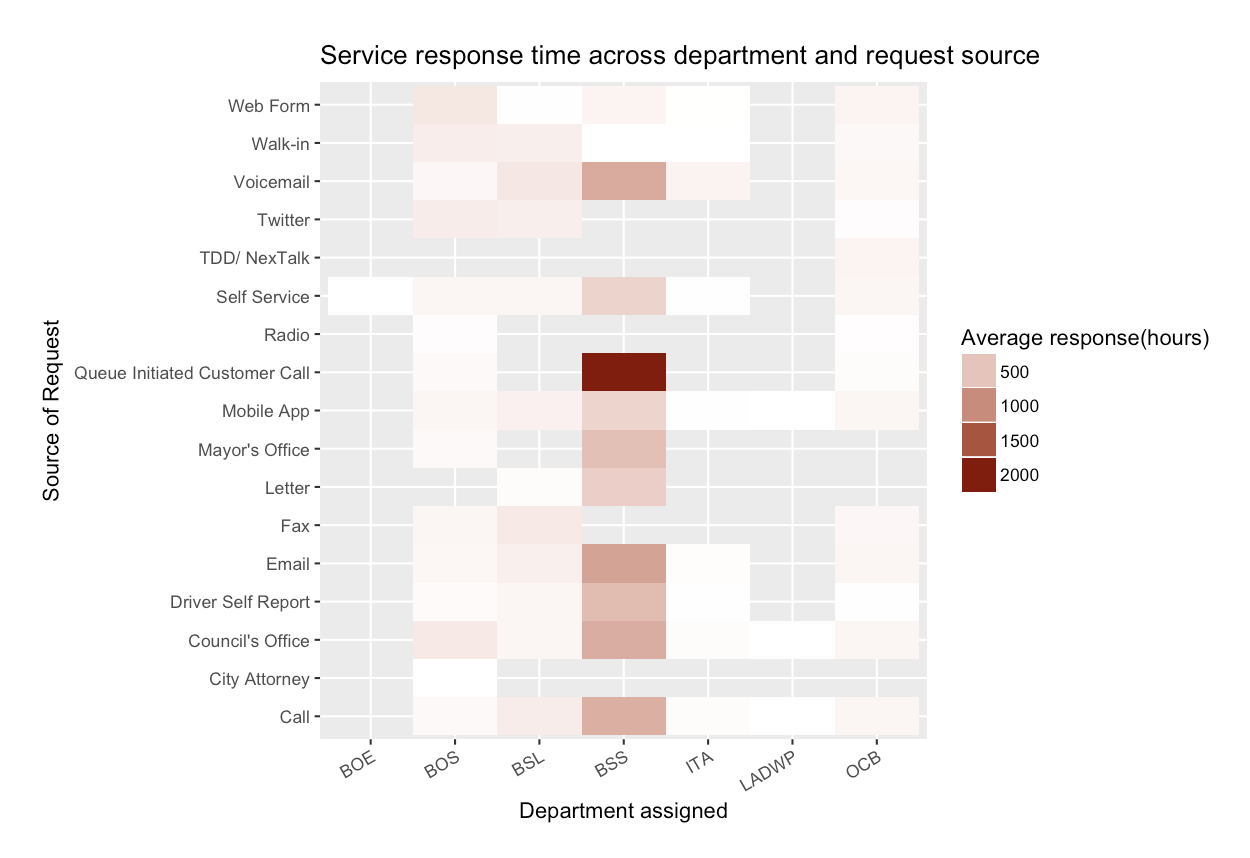 Service response time across department and request source
Source of Request
Web Form
Walk-in
Voicemail
Twitter
TDD/ NexTalk
Self Service
Radio
Queue Initiated Customer Call
Mobile App
Mayor's Office
Letter
Fax
Email
Driver Self Report
Council's Office
City Attorney
Call
BOE
BOS
BSL
BSS
ITA
LADWP
OCB
Department assigned
Average response(hours)
500
1000
1500
2000